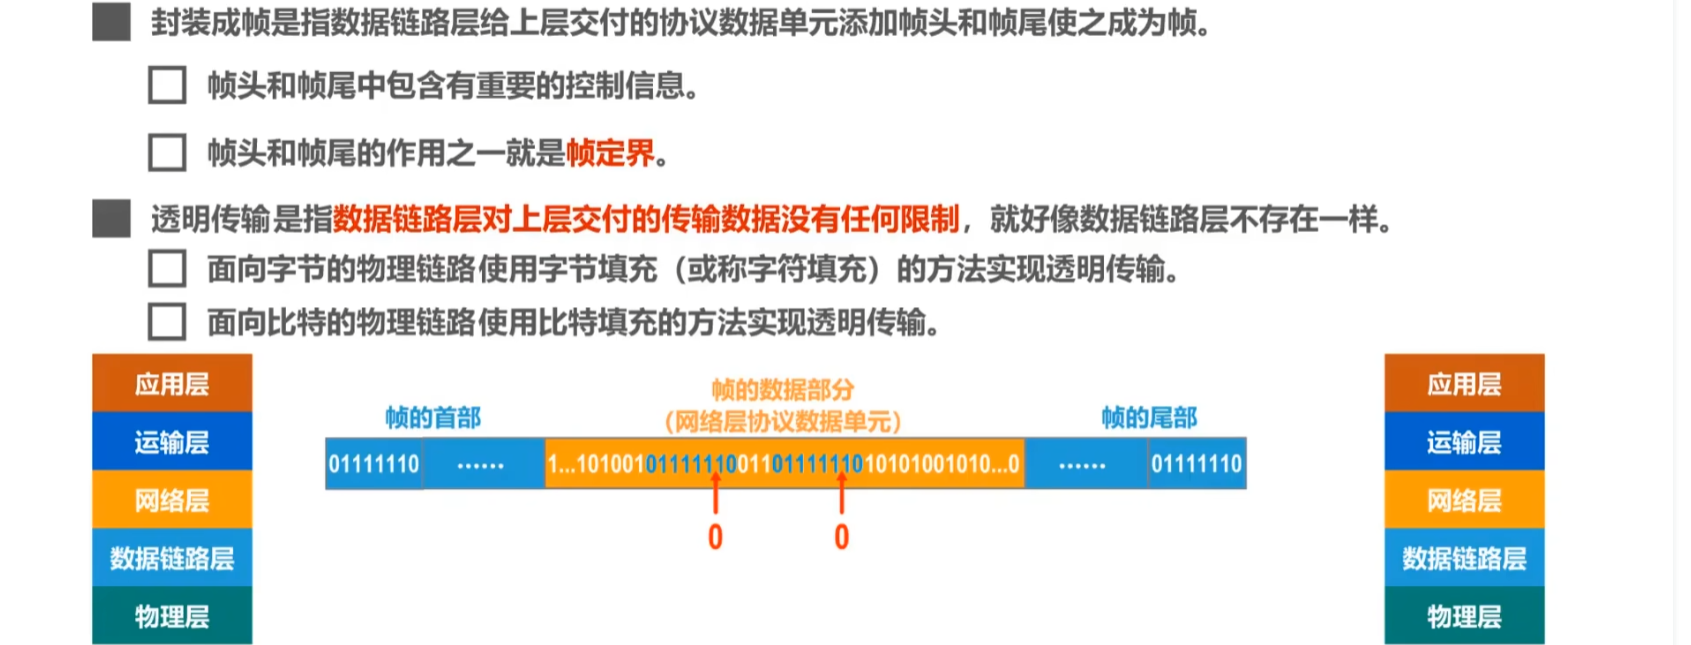 封装成帧是指数据链路层给上层交付的协议数据单元添加帧头和帧尾使之成为帧。
帧头和帧尾中包含有重要的控制信息。
帧头和帧尾的作用之一就是帧定界。
透明传输是指数据链路层对上层交付的传输数据没有任何限制，就好像数据链路层不存在一样。
面向字节的物理链路使用字节填充（或称字符填充）的方法实现透明传输。
面向比特的物理链路使用比特填充的方法实现透明传输。
应用层
运输层
网络层
数据链路层
物理层
帧的首部
帧的数据部分
（网络层协议数据单元）
帧的尾部
01111110 …… 1...1010010111111000110111111010101001010...0 …… 01111110
0 0
应用层
运输层
网络层
数据链路层
物理层